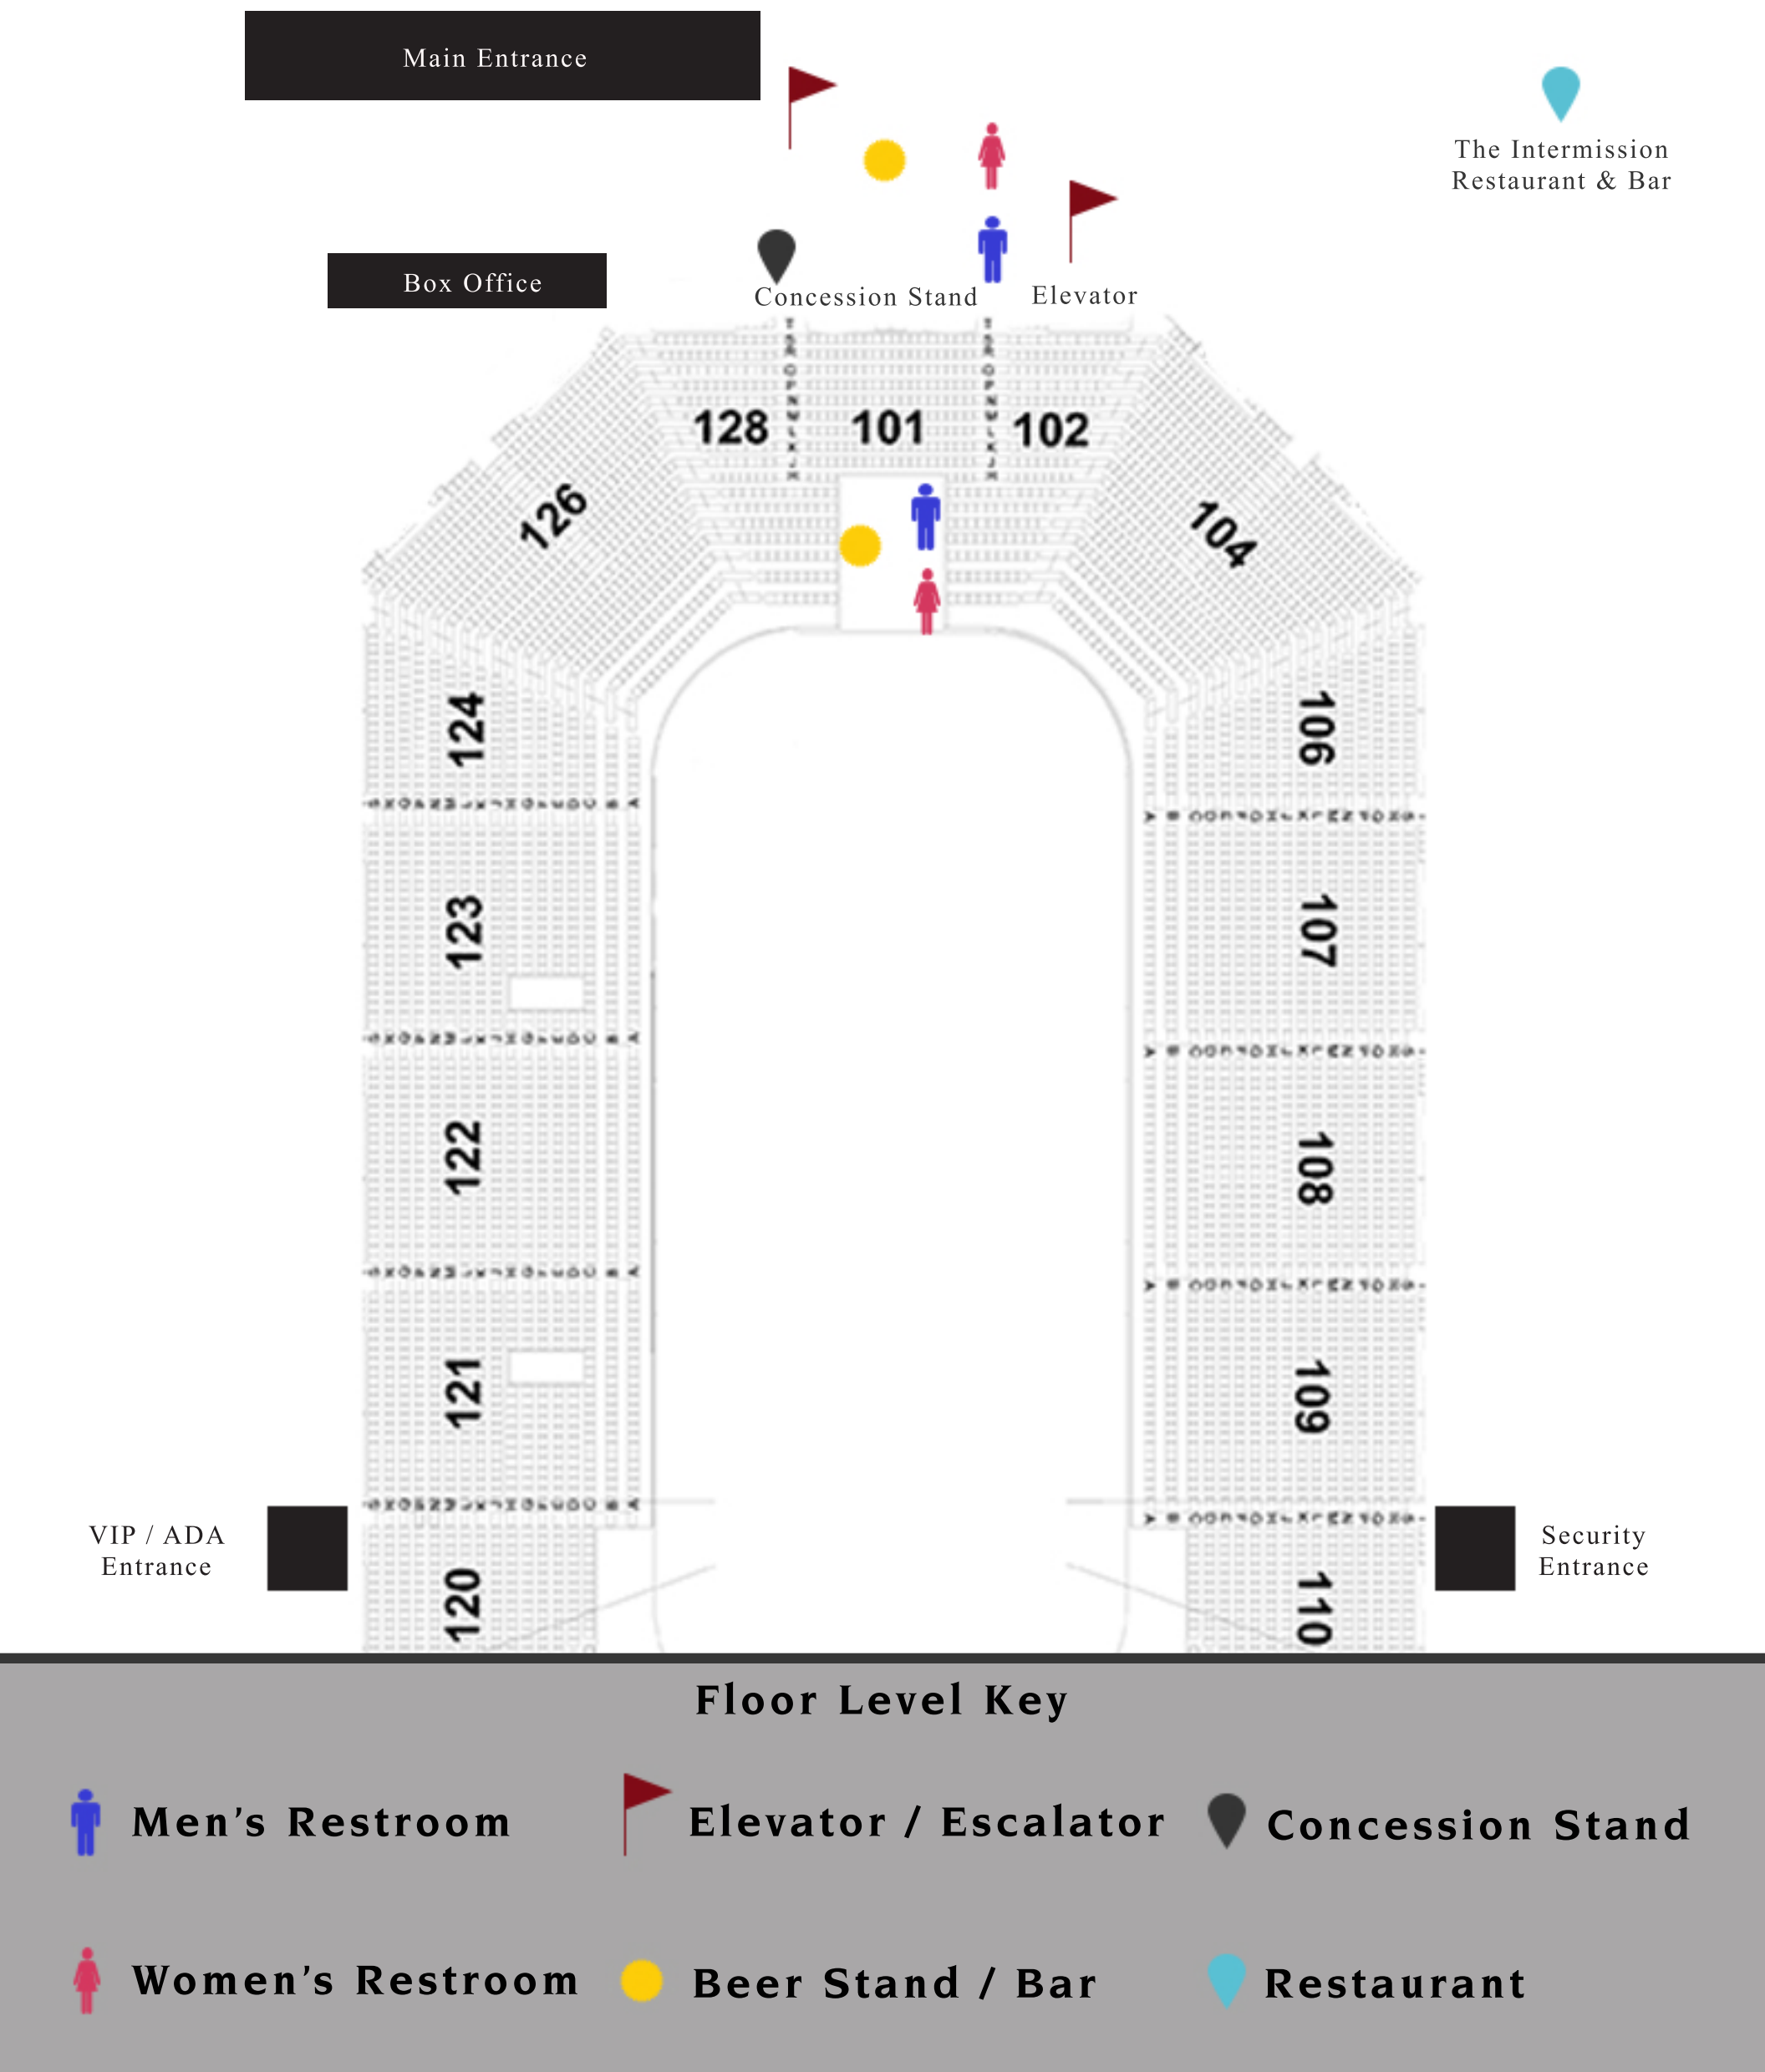 Main Entrance
The Intermission
Restaurant & Bar
Box Office
Concession Stand
Elevator
128
101
102
126
104
124
106
123
107
122
108
121
109
VIP / ADA
Entrance
Security
Entrance
120
110
Floor Level Key
Men's Restroom
Elevator / Escalator
Concession Stand
Women's Restroom
Beer Stand / Bar
Restaurant